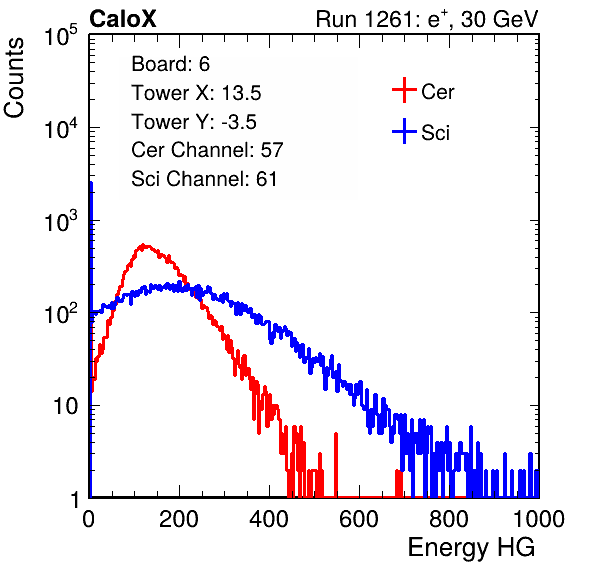 CaloX Run 1261: e⁺, 30 GeV
Counts
Board: 6
Tower X: 13.5
Tower Y: -3.5
Cer Channel: 57
Sci Channel: 61
Cer
Sci
10⁵
10⁴
10³
10²
10
1
0 200 400 600 800 1000
Energy HG